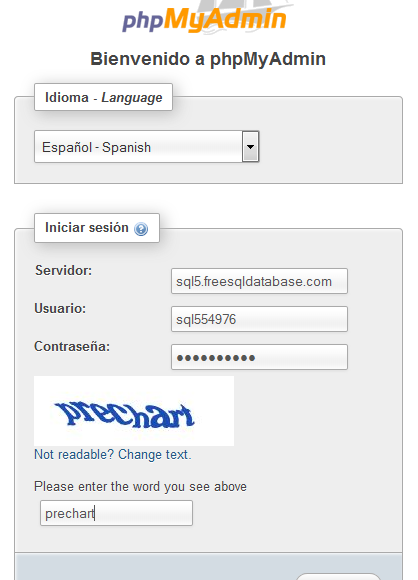 phpMyAdmin
Bienvenido a phpMyAdmin
Idioma - Language
Español - Spanish
Iniciar sesión
Servidor:
sql5.freesqldatabase.com
Usuario:
sql554976
Contraseña:
••••••••••
prechart
Not readable? Change text.
Please enter the word you see above
prechart